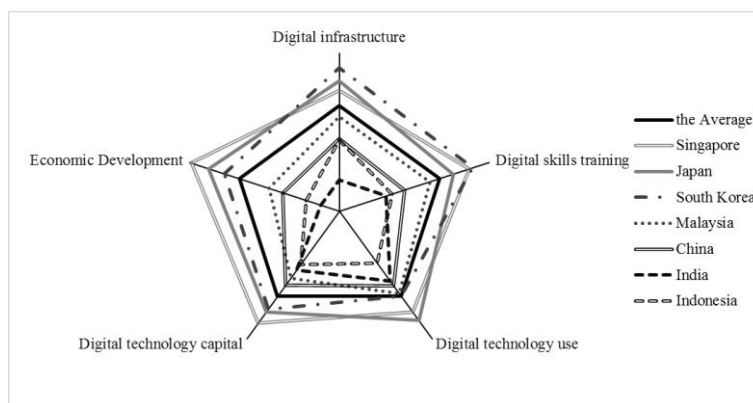 Digital infrastructure
Economic Development
Digital skills training
Digital technology capital
Digital technology use
the Average
Singapore
Japan
South Korea
Malaysia
China
India
Indonesia